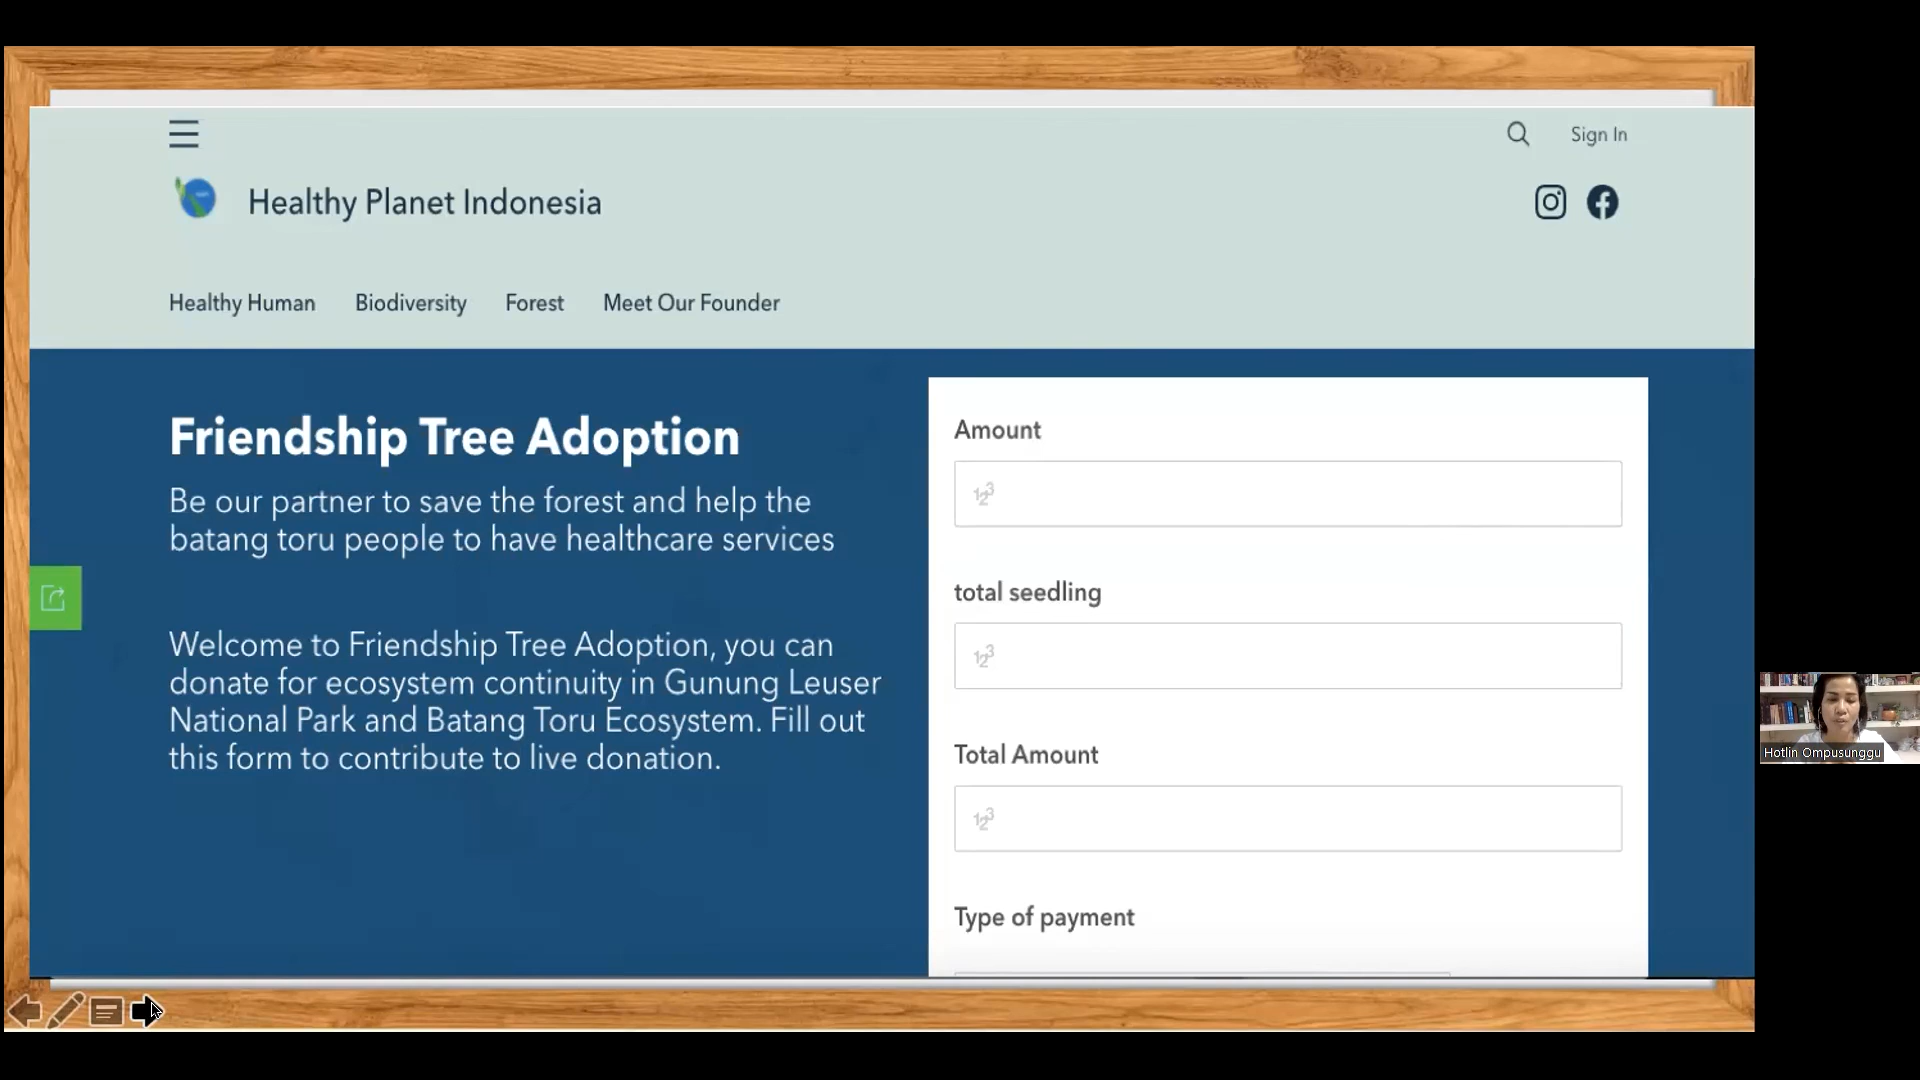 Sign In
Healthy Planet Indonesia
Healthy Human Biodiversity Forest Meet Our Founder
Friendship Tree Adoption
Be our partner to save the forest and help the
batang toru people to have healthcare services
Welcome to Friendship Tree Adoption, you can
donate for ecosystem continuity in Gunung Leuser
National Park and Batang Toru Ecosystem. Fill out
this form to contribute to live donation.
Amount
123
total seedling
123
Total Amount
123
Type of payment
Hotlin Ompusunggu